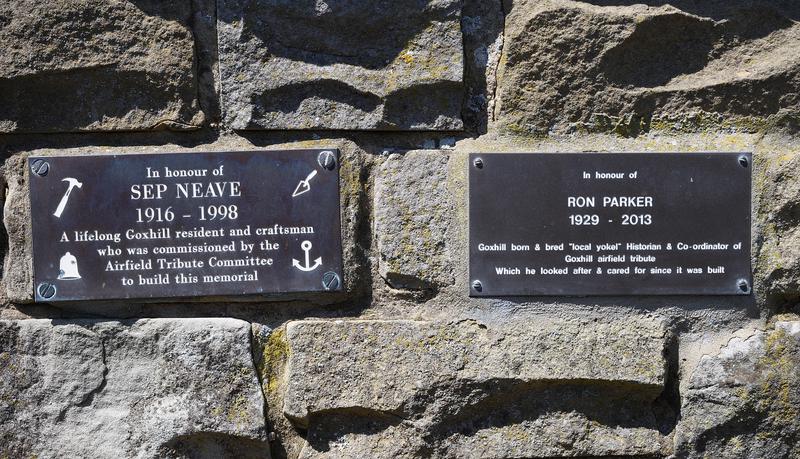 In honour of
SEP NEAVE
1916 – 1998
A lifelong Goxhill resident and craftsman
who was commissioned by the
Airfield Tribute Committee
to build this memorial
In honour of
RON PARKER
1929 - 2013
Goxhill born & bred "local yokel" Historian & Co-ordinator of
Goxhill airfield tribute
Which he looked after & cared for since it was built